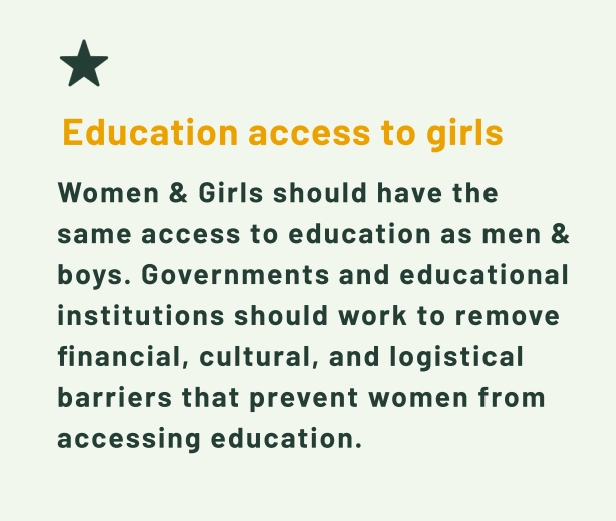 Education access to girls
Women & Girls should have the
same access to education as men &
boys. Governments and educational
institutions should work to remove
financial, cultural, and logistical
barriers that prevent women from
accessing education.